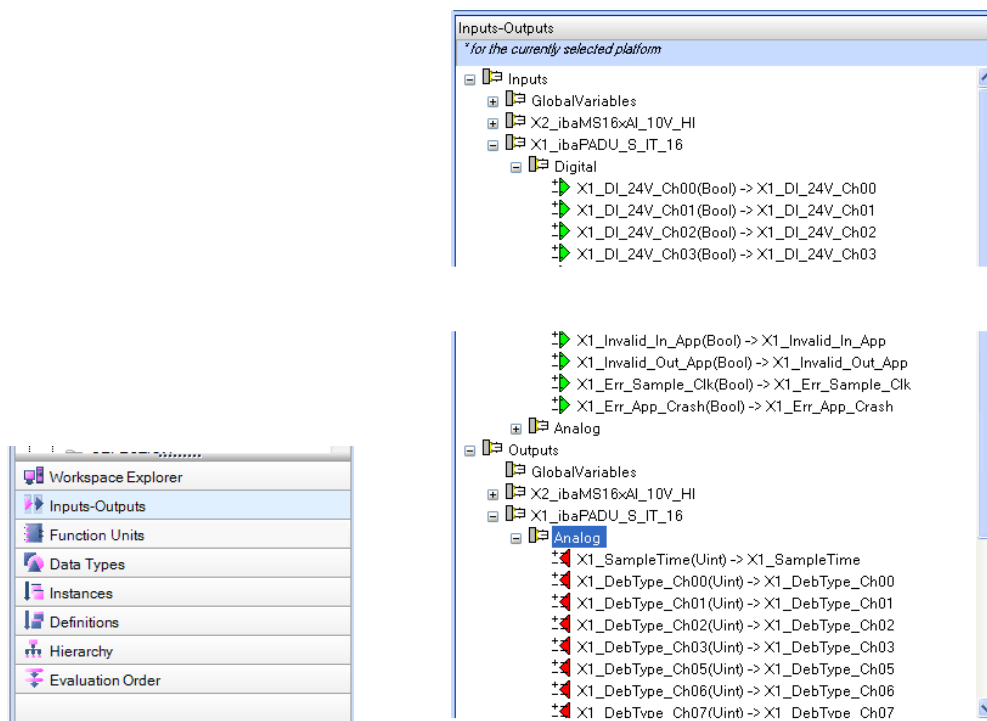 Inputs-Outputs
*for the currently selected platform
Inputs
GlobalVariables
X2_ibaMS16xAI_10V_HI
X1_ibaPADU_S_IT_16
Digital
X1_DI_24V_Ch00(Bool) -> X1_DI_24V_Ch00
X1_DI_24V_Ch01(Bool) -> X1_DI_24V_Ch01
X1_DI_24V_Ch02(Bool) -> X1_DI_24V_Ch02
X1_DI_24V_Ch03(Bool) -> X1_DI_24V_Ch03
X1_Invalid_In_App(Bool) -> X1_Invalid_In_App
X1_Invalid_Out_App(Bool) -> X1_Invalid_Out_App
X1_Err_Sample_Clk(Bool) -> X1_Err_Sample_Clk
X1_Err_App_Crash(Bool) -> X1_Err_App_Crash
Analog
Outputs
GlobalVariables
X2_ibaMS16xAI_10V_HI
X1_ibaPADU_S_IT_16
Analog
X1_SampleTime(Uint) -> X1_SampleTime
X1_DebType_Ch00(Uint) -> X1_DebType_Ch00
X1_DebType_Ch01(Uint) -> X1_DebType_Ch01
X1_DebType_Ch02(Uint) -> X1_DebType_Ch02
X1_DebType_Ch03(Uint) -> X1_DebType_Ch03
X1_DebType_Ch05(Uint) -> X1_DebType_Ch05
X1_DebType_Ch06(Uint) -> X1_DebType_Ch06
X1_DebType_Ch07(Uint) -> X1_DebType_Ch07
Workspace Explorer
Inputs-Outputs
Function Units
Data Types
Instances
Definitions
Hierarchy
Evaluation Order